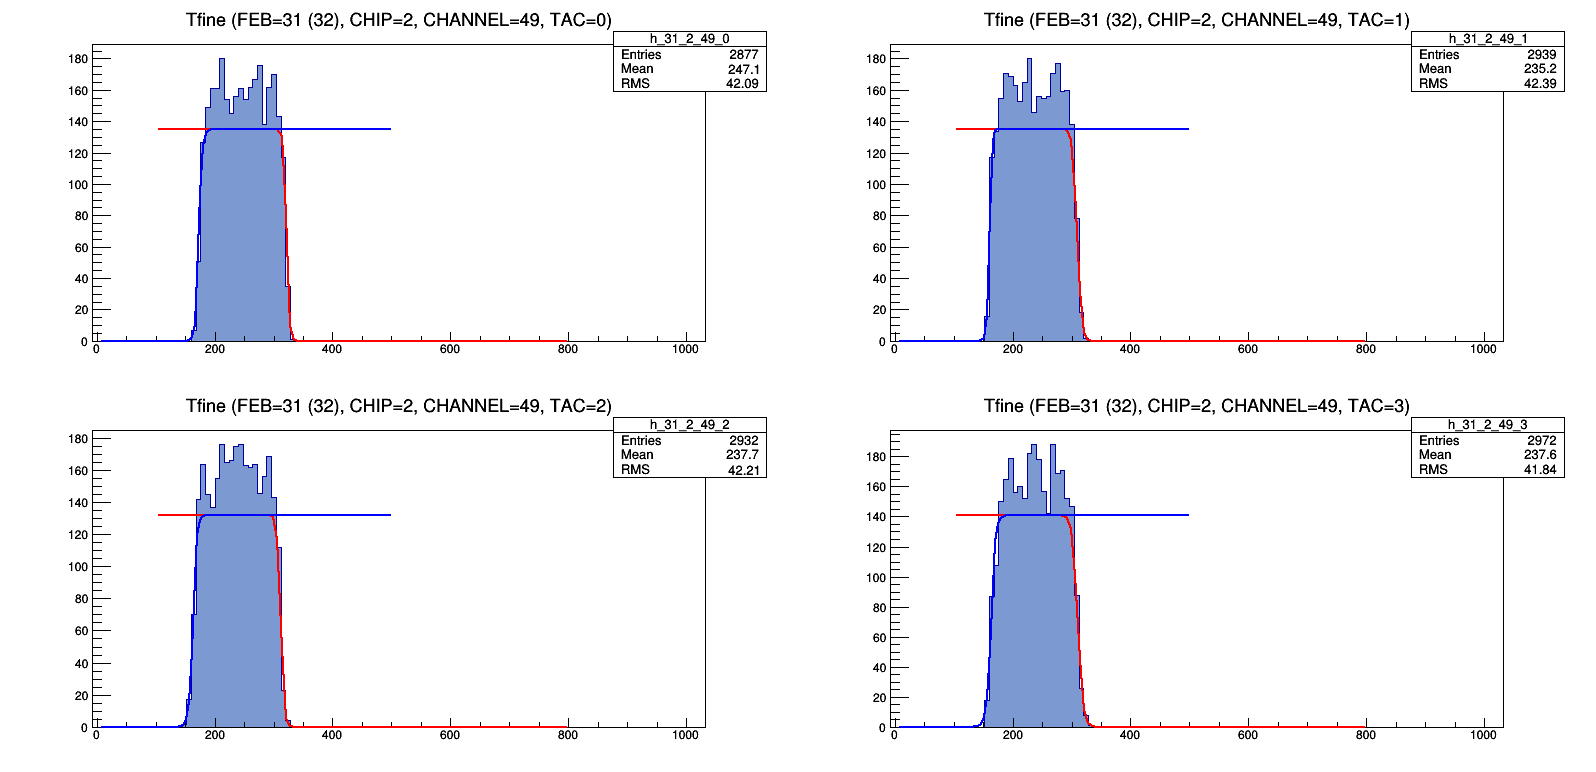 Tfine (FEB=31 (32), CHIP=2, CHANNEL=49, TAC=0)
h_31_2_49_0
Entries 2877
Mean 247.1
RMS 42.09
180
160
140
120
100
80
60
40
20
0
0 200 400 600 800 1000
Tfine (FEB=31 (32), CHIP=2, CHANNEL=49, TAC=1)
h_31_2_49_1
Entries 2939
Mean 235.2
RMS 42.39
180
160
140
120
100
80
60
40
20
0
0 200 400 600 800 1000
Tfine (FEB=31 (32), CHIP=2, CHANNEL=49, TAC=2)
h_31_2_49_2
Entries 2932
Mean 237.7
RMS 42.21
180
160
140
120
100
80
60
40
20
0
0 200 400 600 800 1000
Tfine (FEB=31 (32), CHIP=2, CHANNEL=49, TAC=3)
h_31_2_49_3
Entries 2972
Mean 237.6
RMS 41.84
180
160
140
120
100
80
60
40
20
0
0 200 400 600 800 1000